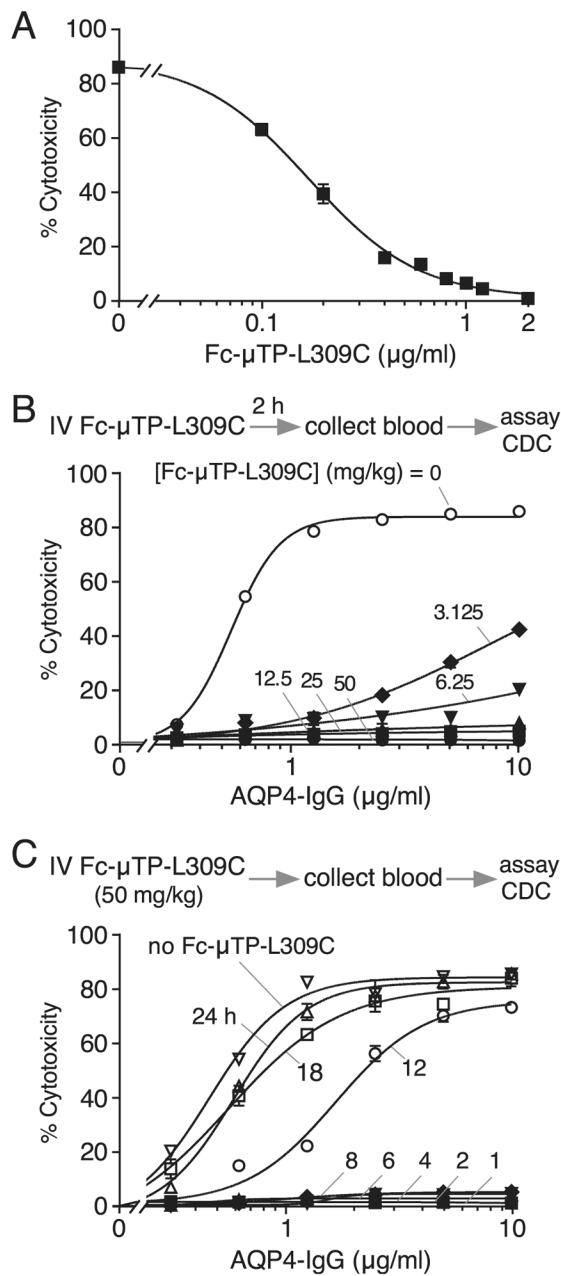 A
100
80
60
40
20
0
% Cytotoxicity
0
0.1
1
2
Fc-µTP-L309C (µg/ml)
B
IV Fc-µTP-L309C
2 h
collect blood
assay
CDC
[Fc-µTP-L309C] (mg/kg) = 0
100
80
60
40
20
0
% Cytotoxicity
3.125
6.25
12.5
25
50
0
1
10
AQP4-IgG (µg/ml)
C
IV Fc-µTP-L309C
(50 mg/kg)
collect blood
assay
CDC
100
80
60
40
20
0
% Cytotoxicity
no Fc-µTP-L309C
24 h
18
12
8
6
4
2
1
0
1
10
AQP4-IgG (µg/ml)